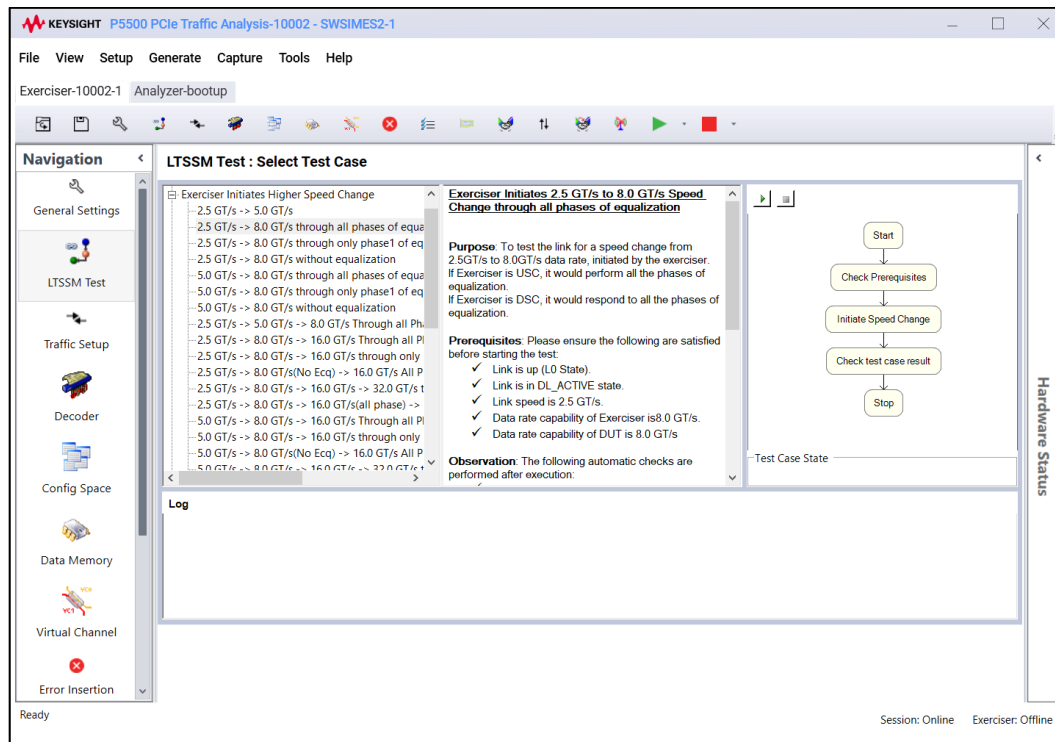 KEYSIGHT P5500 PCIe Traffic Analysis-10002 - SWSIMES2-1
File View Setup Generate Capture Tools Help
Exerciser-10002-1 Analyzer-bootup
Navigation
General Settings
LTSSM Test
Traffic Setup
Decoder
Config Space
Data Memory
VC0
VC1
Virtual Channel
Error Insertion
LTSSM Test : Select Test Case
Exerciser Initiates Higher Speed Change
2.5 GT/s -> 5.0 GT/s
2.5 GT/s -> 8.0 GT/s through all phases of equa
2.5 GT/s -> 8.0 GT/s through only phase1 of eq
2.5 GT/s -> 8.0 GT/s without equalization
5.0 GT/s -> 8.0 GT/s through all phases of equa
5.0 GT/s -> 8.0 GT/s through only phase1 of eq
5.0 GT/s -> 8.0 GT/s without equalization
2.5 GT/s -> 5.0 GT/s -> 8.0 GT/s Through all Pha
2.5 GT/s -> 8.0 GT/s -> 16.0 GT/s Through all Pl
2.5 GT/s -> 8.0 GT/s -> 16.0 GT/s through only
2.5 GT/s -> 8.0 GT/s(No Ecq) -> 16.0 GT/s All P
2.5 GT/s -> 8.0 GT/s -> 16.0 GT/s -> 32.0 GT/s t
2.5 GT/s -> 8.0 GT/s -> 16.0 GT/s(all phase) ->
5.0 GT/s -> 8.0 GT/s -> 16.0 GT/s Through all Pl
5.0 GT/s -> 8.0 GT/s -> 16.0 GT/s through only
5.0 GT/s -> 8.0 GT/s(No Ecq) -> 16.0 GT/s All P
5.0 GT/s -> 8.0 GT/s -> 16.0 GT/s -> 32.0 GT/s t
Exerciser Initiates 2.5 GT/s to 8.0 GT/s Speed
Change through all phases of equalization
Purpose: To test the link for a speed change from
2.5GT/s to 8.0GT/s data rate, initiated by the exerciser.
If Exerciser is USC, it would perform all the phases of
equalization.
If Exerciser is DSC, it would respond to all the phases of
equalization.
Prerequisites: Please ensure the following are satisfied
before starting the test:
✓ Link is up (L0 State).
✓ Link is in DL_ACTIVE state.
✓ Link speed is 2.5 GT/s.
✓ Data rate capability of Exerciser is8.0 GT/s.
✓ Data rate capability of DUT is 8.0 GT/s
Observation: The following automatic checks are
performed after execution:
Start
Check Prerequisites
Initiate Speed Change
Check test case result
Stop
Test Case State
Log
Hardware Status
Ready
Session: Online Exerciser: Offline